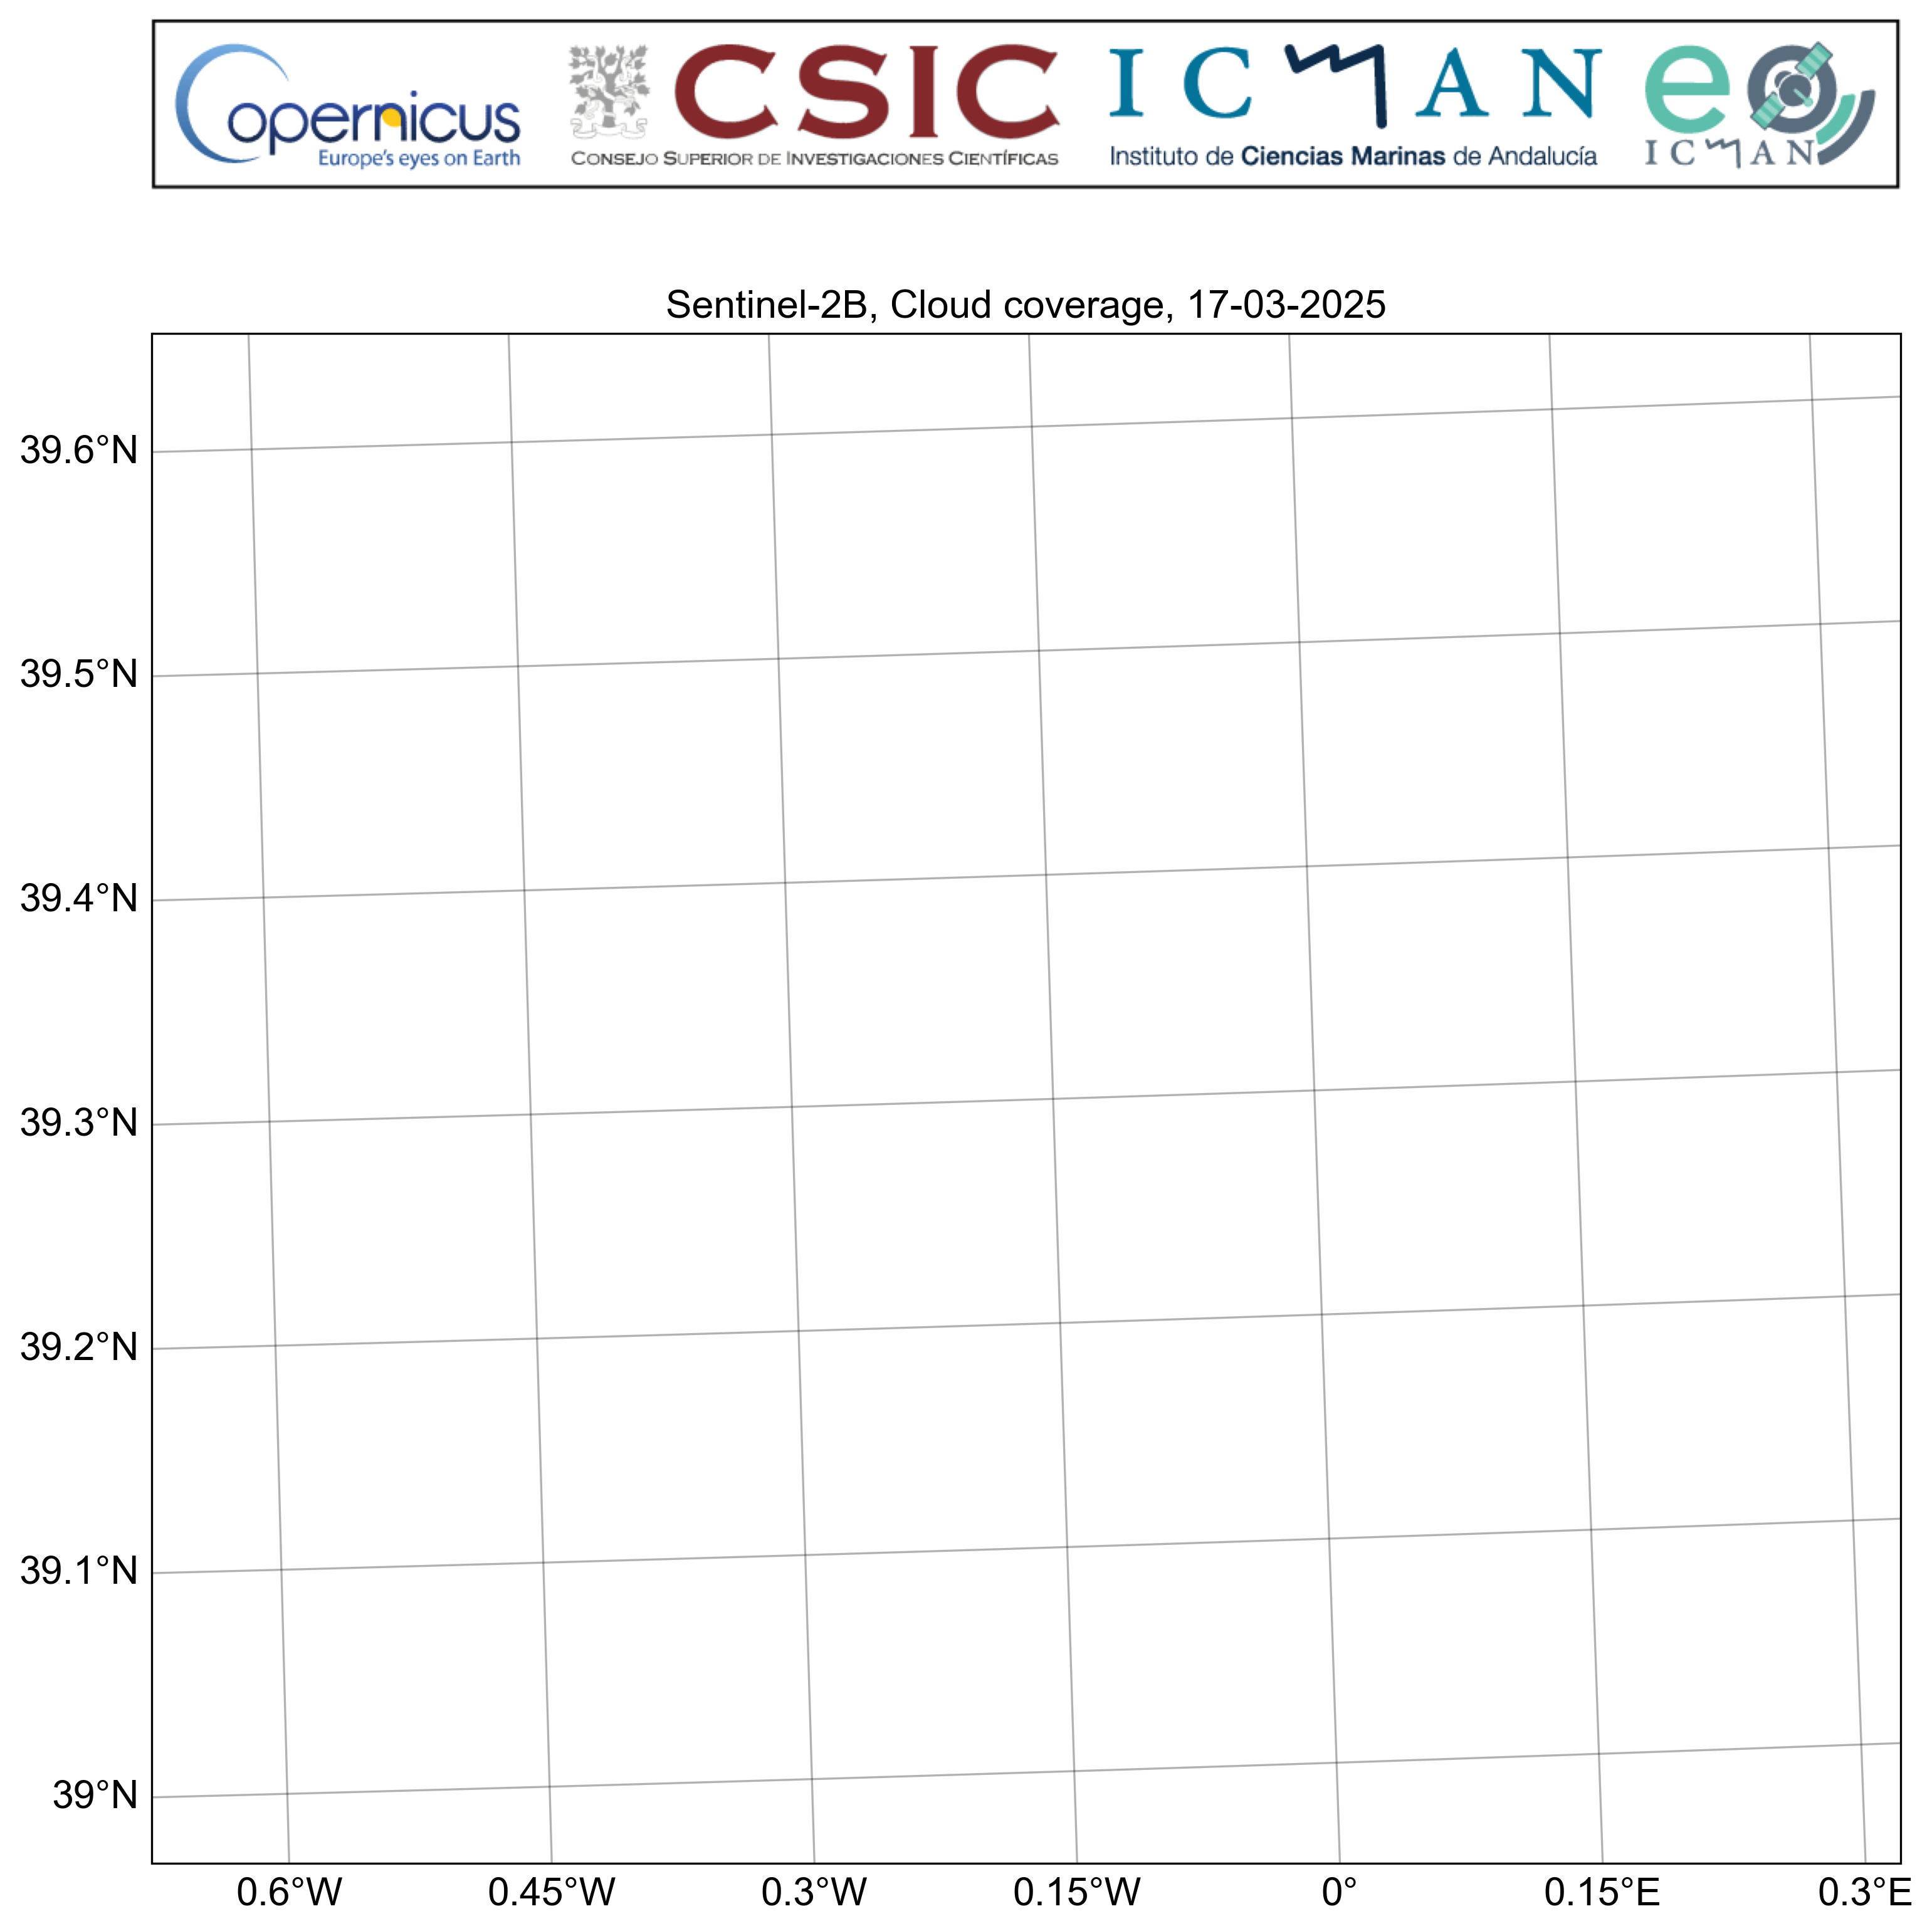 opernicus
Europe's eyes on Earth
CSIC
CONSEJO SUPERIOR DE INVESTIGACIONES CIENTÍFICAS
ICMAN
Instituto de Ciencias Marinas de Andalucía
eo
ICMAN
Sentinel-2B, Cloud coverage, 17-03-2025
39.6°N
39.5°N
39.4°N
39.3°N
39.2°N
39.1°N
39°N
0.6°W 0.45°W 0.3°W 0.15°W 0° 0.15°E 0.3°E